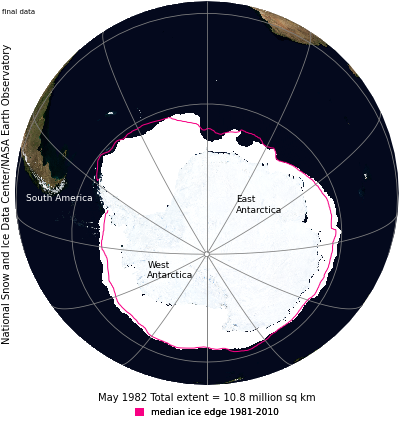 final data
National Snow and Ice Data Center/NASA Earth Observatory
South America
East
Antarctica
West
Antarctica
May 1982 Total extent = 10.8 million sq km
median ice edge 1981-2010